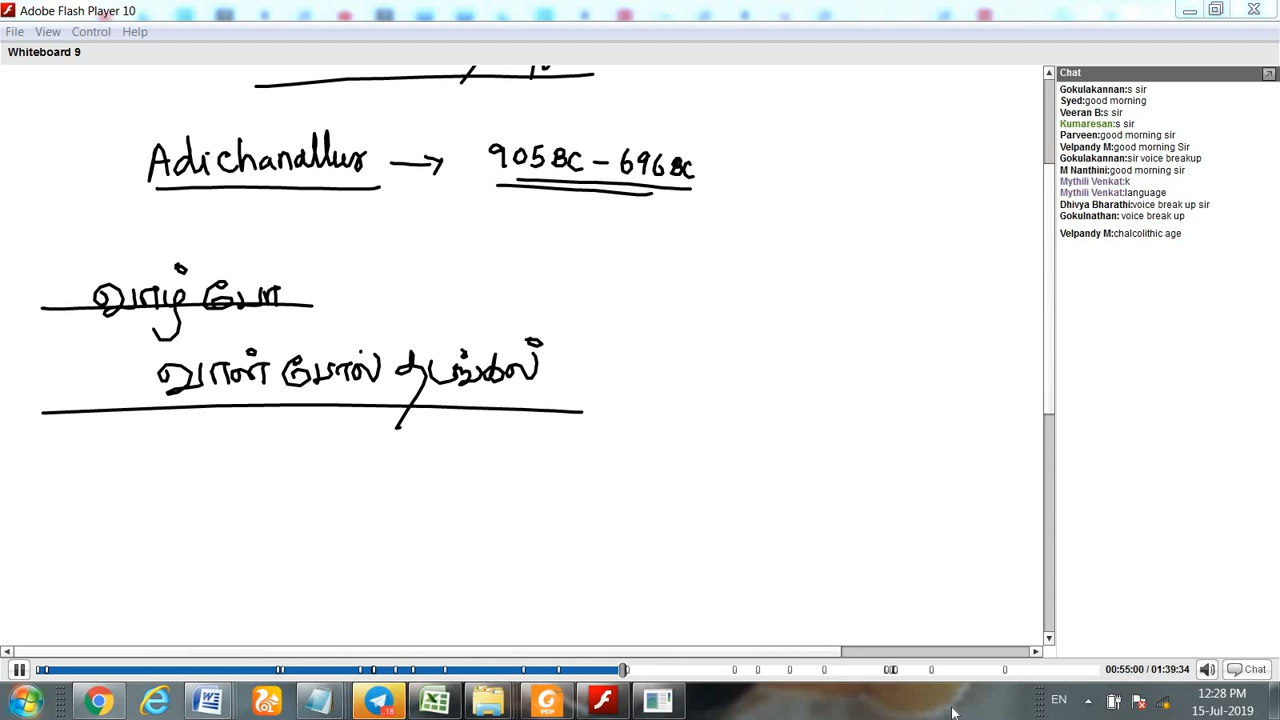 Adobe Flash Player 10
File View Control Help
Whiteboard 9
Adichanallur → 905BC – 696BC
வாழ் போ
வான் போல் தடங்கல்
Chat
Gokulakannan:s sir
Syed:good morning
Veeran B:s sir
Kumaresan:s sir
Parveen:good morning sir
Velpandy M:good morning Sir
Gokulakannan:sir voice breakup
M Nanthini:good morning sir
Mythili Venkat:k
Mythili Venkat:language
Dhivya Bharathi:voice break up sir
Gokulnathan: voice break up
Velpandy M:chalcolithic age
00:55:00 / 01:39:34 Chat
18
PDF
EN
12:28 PM
15-Jul-2019